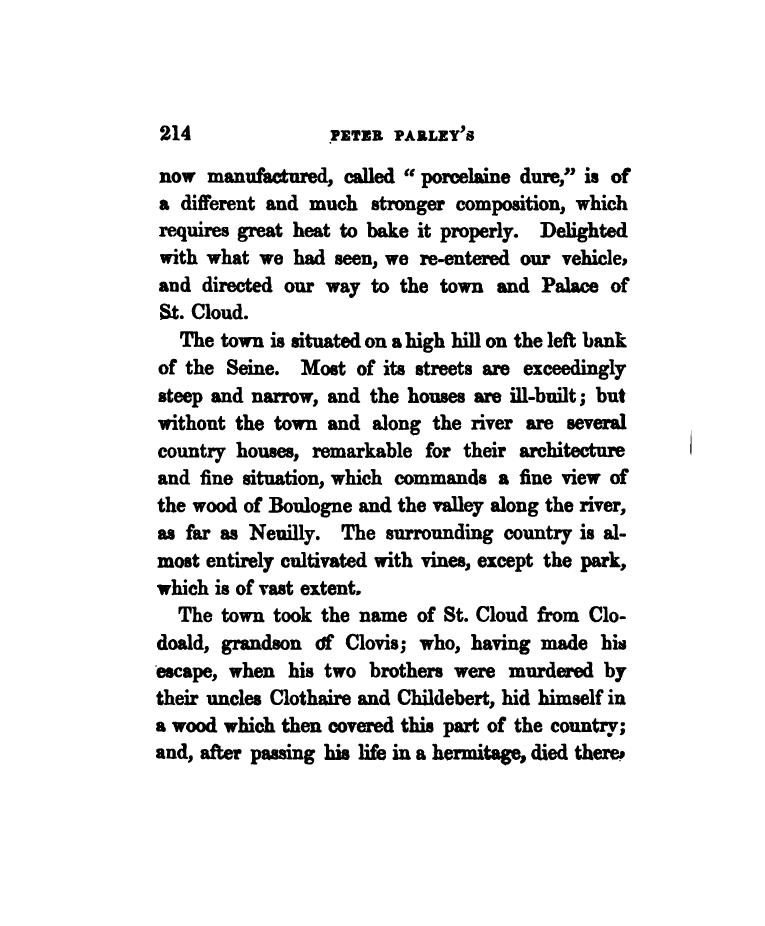 214 PETER PARLEY'S
now manufactured, called “ porcelaine dure,” is of
a different and much stronger composition, which
requires great heat to bake it properly. Delighted
with what we had seen, we re-entered our vehicle,
and directed our way to the town and Palace of
St. Cloud.
The town is situated on a high hill on the left bank
of the Seine. Most of its streets are exceedingly
steep and narrow, and the houses are ill-built; but
without the town and along the river are several
country houses, remarkable for their architecture
and fine situation, which commands a fine view of
the wood of Boulogne and the valley along the river,
as far as Neuilly. The surrounding country is al-
most entirely cultivated with vines, except the park,
which is of vast extent.
The town took the name of St. Cloud from Clo-
doald, grandson of Clovis; who, having made his
escape, when his two brothers were murdered by
their uncles Clothaire and Childebert, hid himself in
a wood which then covered this part of the country;
and, after passing his life in a hermitage, died there,